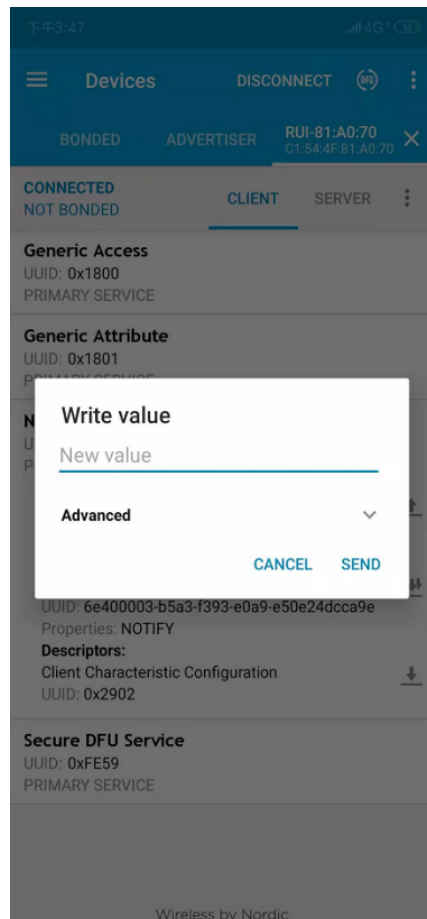 下午3:47
4G+
Devices
DISCONNECT
DFU
BONDED
ADVERTISER
RUI-81:A0:70
C1:54:4F:81:A0:70
CONNECTED
NOT BONDED
CLIENT
SERVER
Generic Access
UUID: 0x1800
PRIMARY SERVICE
Generic Attribute
UUID: 0x1801
Write value
New value
Advanced
CANCEL
SEND
UUID: 6e400003-b5a3-f393-e0a9-e50e24dcca9e
Properties: NOTIFY
Descriptors:
Client Characteristic Configuration
UUID: 0x2902
Secure DFU Service
UUID: 0xFE59
PRIMARY SERVICE
Wireless by Nordic